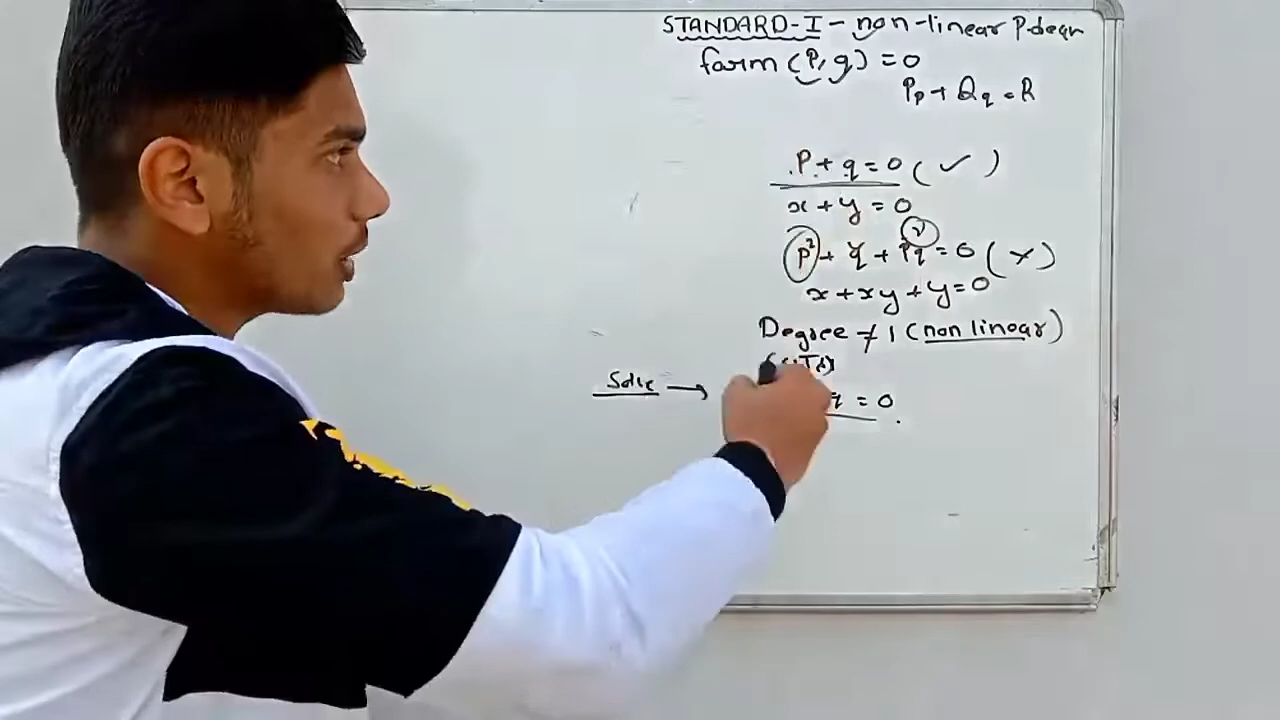 STANDARD-I - non-linear P.deqn
form (P, q) = 0
Pp + Qq = R
P + q = 0 (✓)
x + y = 0
p² + q + pq = 0 (×)
x + xy + y = 0
Degree ≠ 1 (non linear)
Solve →
= 0